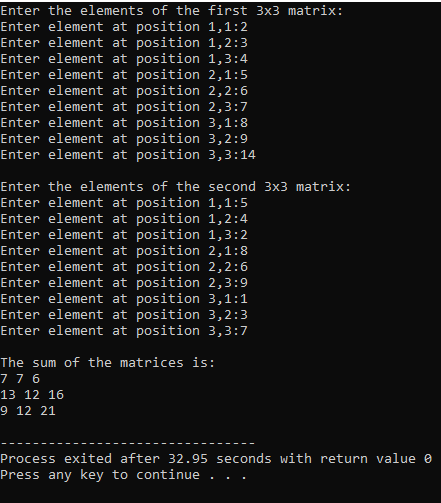 Enter the elements of the first 3x3 matrix:
Enter element at position 1,1:2
Enter element at position 1,2:3
Enter element at position 1,3:4
Enter element at position 2,1:5
Enter element at position 2,2:6
Enter element at position 2,3:7
Enter element at position 3,1:8
Enter element at position 3,2:9
Enter element at position 3,3:14

Enter the elements of the second 3x3 matrix:
Enter element at position 1,1:5
Enter element at position 1,2:4
Enter element at position 1,3:2
Enter element at position 2,1:8
Enter element at position 2,2:6
Enter element at position 2,3:9
Enter element at position 3,1:1
Enter element at position 3,2:3
Enter element at position 3,3:7

The sum of the matrices is:
7 7 6
13 12 16
9 12 21

--------------------------------
Process exited after 32.95 seconds with return value 0
Press any key to continue . . .